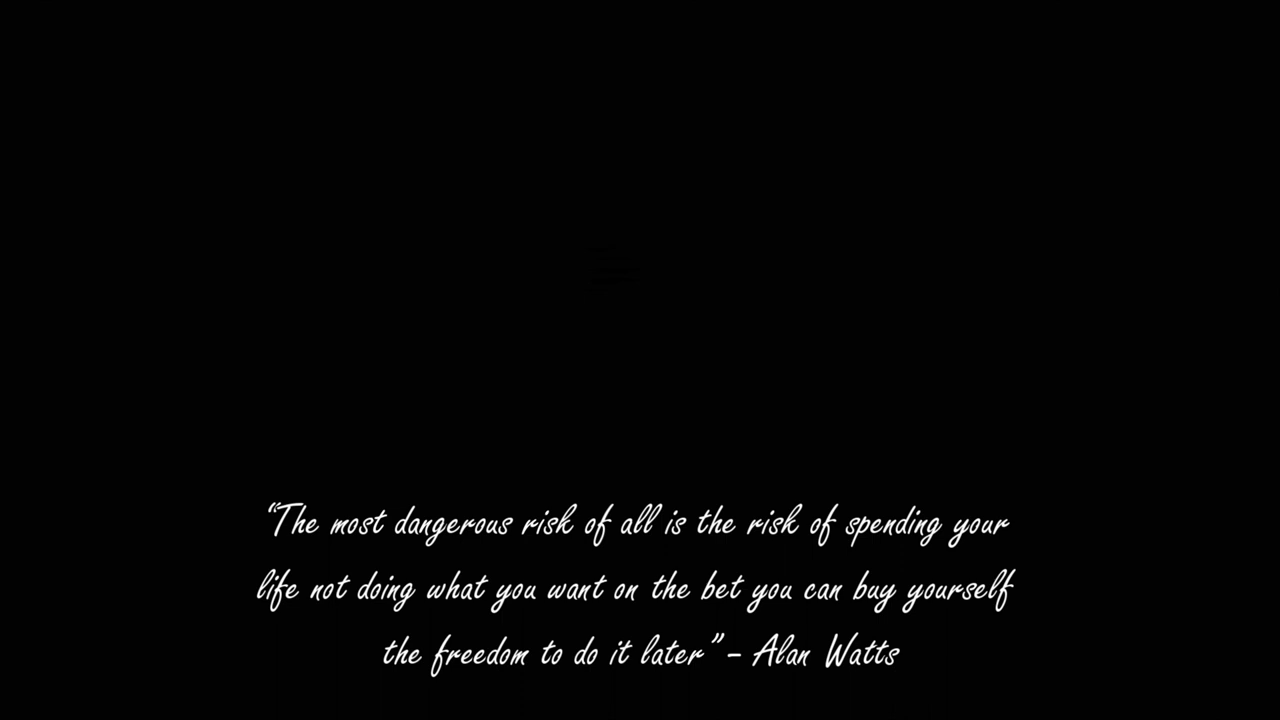 “The most dangerous risk of all is the risk of spending your
life not doing what you want on the bet you can buy yourself
the freedom to do it later” – Alan Watts